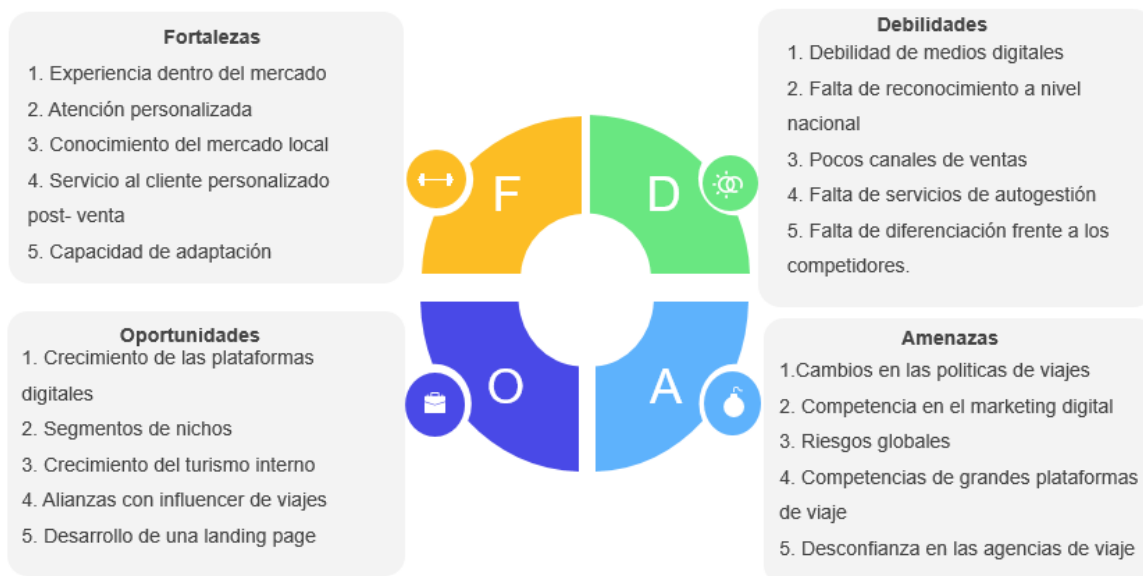 Fortalezas
1. Experiencia dentro del mercado
2. Atención personalizada
3. Conocimiento del mercado local
4. Servicio al cliente personalizado
post- venta
5. Capacidad de adaptación
Debilidades
1. Debilidad de medios digitales
2. Falta de reconocimiento a nivel
nacional
3. Pocos canales de ventas
4. Falta de servicios de autogestión
5. Falta de diferenciación frente a los
competidores.
F
D
O
A
Oportunidades
1. Crecimiento de las plataformas
digitales
2. Segmentos de nichos
3. Crecimiento del turismo interno
4. Alianzas con influencer de viajes
5. Desarrollo de una landing page
Amenazas
1.Cambios en las politicas de viajes
2. Competencia en el marketing digital
3. Riesgos globales
4. Competencias de grandes plataformas
de viaje
5. Desconfianza en las agencias de viaje